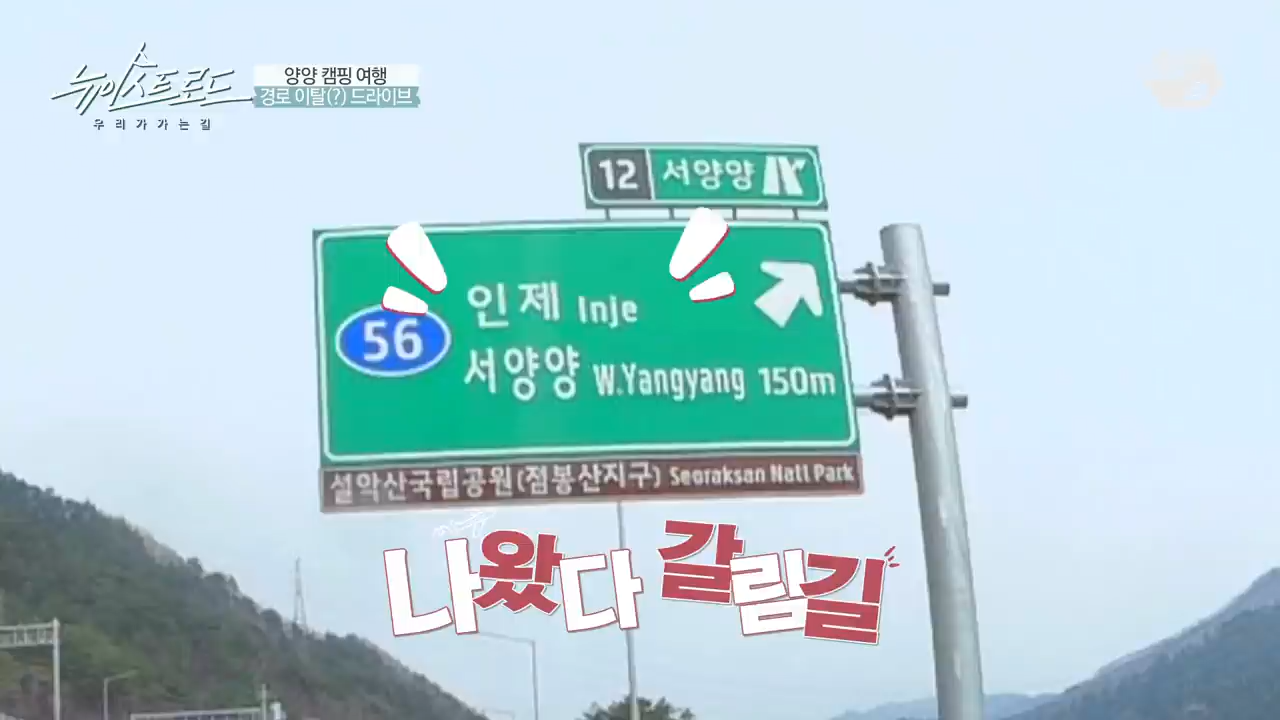 뉴이스트로드
우리가가는길
양양 캠핑 여행
경로 이탈(?) 드라이브
12 서양양
56
인제 Inje
서양양 W.Yangyang 150m
설악산국립공원(점봉산지구) Seoraksan Natl Park
나왔다 갈림길